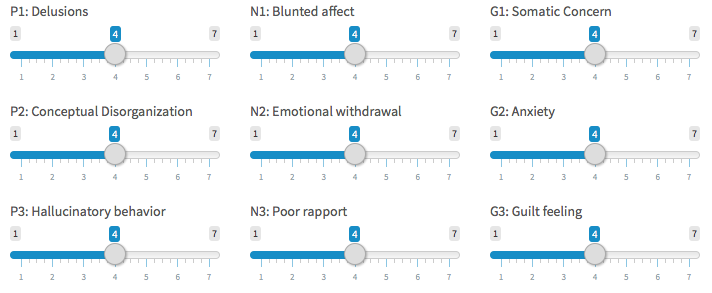 P1: Delusions N1: Blunted affect G1: Somatic Concern
1 4 7 1 4 7 1 4 7
1 2 3 4 5 6 7 1 2 3 4 5 6 7 1 2 3 4 5 6 7
P2: Conceptual Disorganization N2: Emotional withdrawal G2: Anxiety
1 4 7 1 4 7 1 4 7
1 2 3 4 5 6 7 1 2 3 4 5 6 7 1 2 3 4 5 6 7
P3: Hallucinatory behavior N3: Poor rapport G3: Guilt feeling
1 4 7 1 4 7 1 4 7
1 2 3 4 5 6 7 1 2 3 4 5 6 7 1 2 3 4 5 6 7